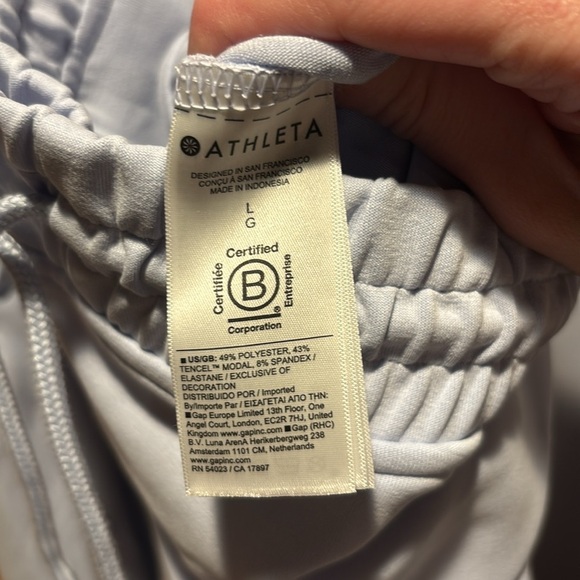 ATHLETA
DESIGNED IN SAN FRANCISCO
CONÇU À SAN FRANCISCO
MADE IN INDONESIA
L
G
Certified
Certifiée
B
®
Entreprise
Corporation
■ US/GB: 49% POLYESTER, 43%
TENCEL™ MODAL, 8% SPANDEX /
ELASTANE / EXCLUSIVE OF
DECORATION
DISTRIBUIDO POR / Imported
By/Importe Par / ΕΙΣΑΓΕΤΑΙ ΑΠΟ ΤΗΝ:
■ Gap Europe Limited 13th Floor, One
Angel Court, London, EC2R 7HJ, United
Kingdom www.gapinc.com ■ Gap (RHC)
B.V. Luna ArenA Herikerbergweg 238
Amsterdam 1101 CM, Netherlands
www.gapinc.com
RN 54023 / CA 17897